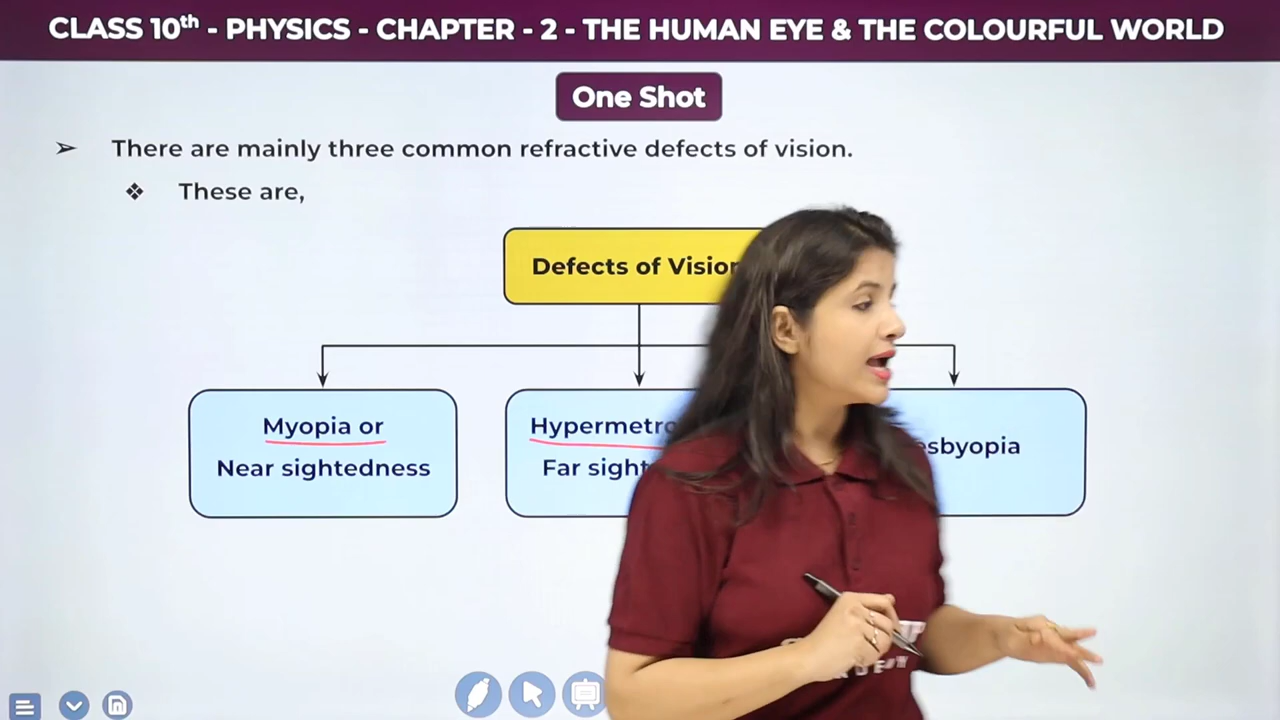 CLASS 10th - PHYSICS - CHAPTER - 2 - THE HUMAN EYE & THE COLOURFUL WORLD
One Shot
➢ There are mainly three common refractive defects of vision.
❖ These are,
Defects of Vision
Myopia or
Near sightedness
Far